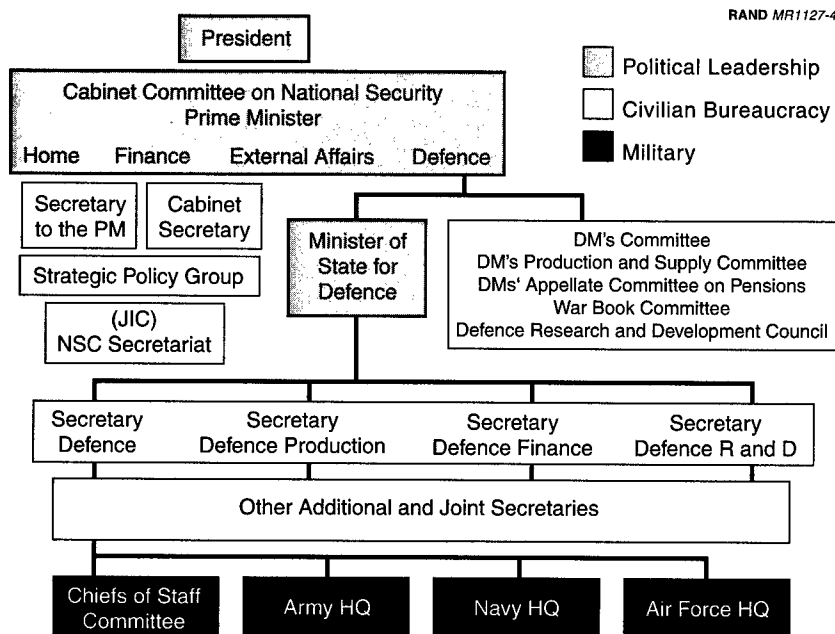 RAND MR1127-4
President
Political Leadership
Civilian Bureaucracy
Military
Cabinet Committee on National Security
Prime Minister
Home Finance External Affairs Defence
Secretary
to the PM
Cabinet
Secretary
Strategic Policy Group
(JIC)
NSC Secretariat
Minister of
State for
Defence
DM's Committee
DM's Production and Supply Committee
DMs' Appellate Committee on Pensions
War Book Committee
Defence Research and Development Council
Secretary
Defence
Secretary
Defence Production
Secretary
Defence Finance
Secretary
Defence R and D
Other Additional and Joint Secretaries
Chiefs of Staff
Committee
Army HQ
Navy HQ
Air Force HQ